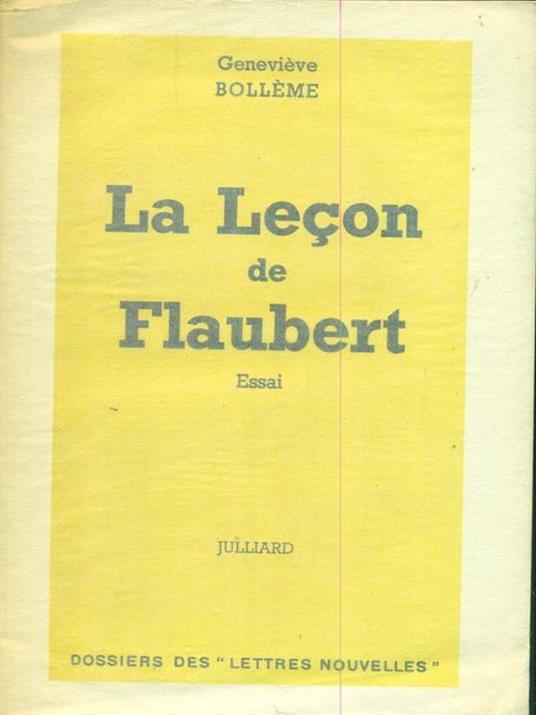 Geneviève
BOLLÈME
La Leçon
de
Flaubert
Essai
JULLIARD
DOSSIERS DES "LETTRES NOUVELLES"